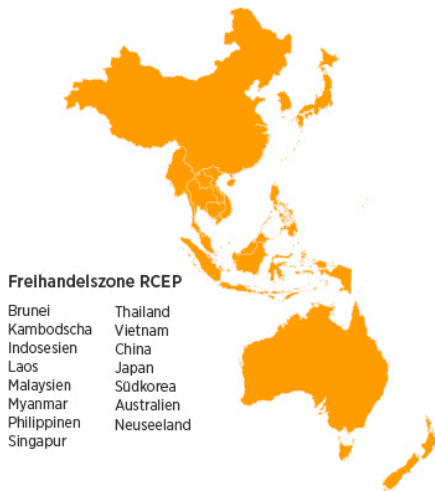 Freihandelszone RCEP
Brunei
Kambodscha
Indosesien
Laos
Malaysien
Myanmar
Philippinen
Singapur
Thailand
Vietnam
China
Japan
Südkorea
Australien
Neuseeland